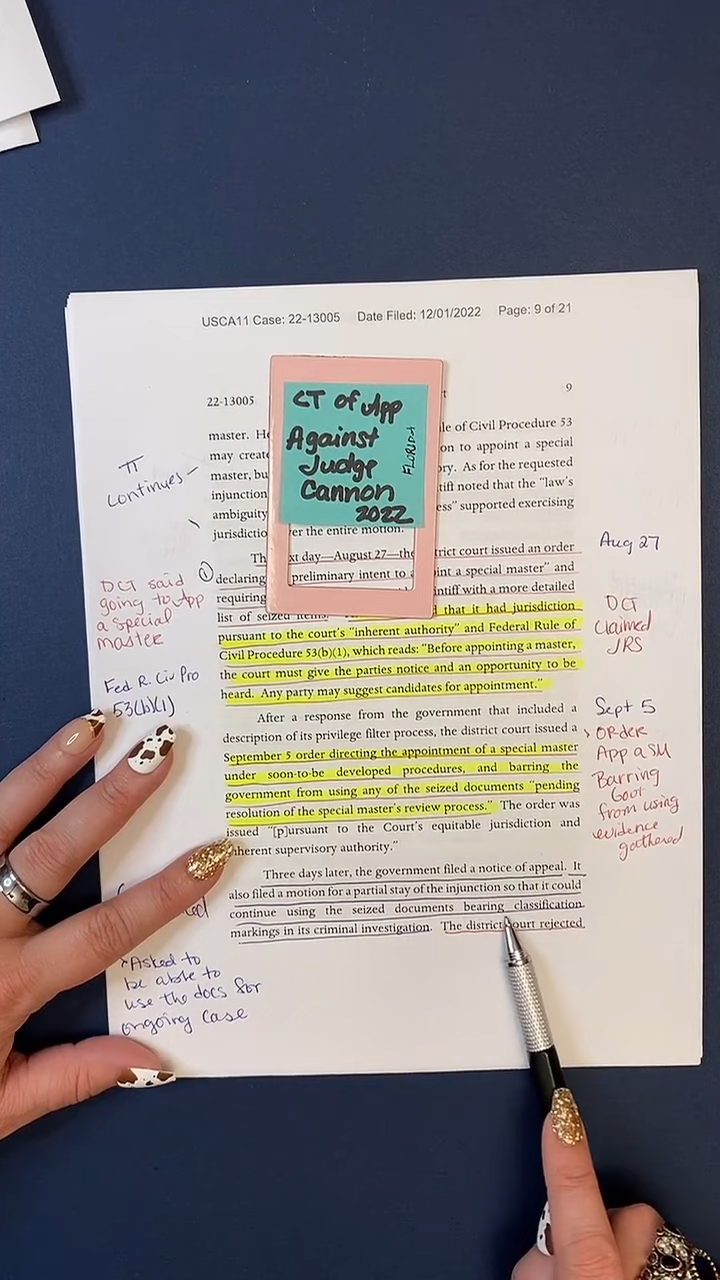 USCA11 Case: 22-13005 Date Filed: 12/01/2022 Page: 9 of 21
22-13005
9
CT of App
Against
Judge
Cannon
2022
FLORIDA
master. le of Civil Procedure 53
may on to appoint a special
master, ry. As for the requested
injunction tiff noted that the "law's
ambiguity ess" supported exercising
jurisdiction er the entire motion.
xt day—August 27—the trict court issued an order
declaring preliminary intent to int a special master" and
requiring intiff with a more detailed
list of seized items. that it had jurisdiction
pursuant to the court's "inherent authority" and Federal Rule of
Civil Procedure 53(b)(1), which reads: "Before appointing a master,
the court must give the parties notice and an opportunity to be
heard. Any party may suggest candidates for appointment."
After a response from the government that included a
description of its privilege filter process, the district court issued a
September 5 order directing the appointment of a special master
under soon-to-be developed procedures, and barring the
government from using any of the seized documents "pending
resolution of the special master's review process." The order was
issued "[p]ursuant to the Court's equitable jurisdiction and
inherent supervisory authority."
Three days later, the government filed a notice of appeal. It
also filed a motion for a partial stay of the injunction so that it could
continue using the seized documents bearing classification
markings in its criminal investigation. The district court rejected
π
continues
①
DCT said
going to App
a special
master
Fed R. Civ Pro
53(b)(1)
*Asked to
be able to
use the docs for
ongoing case
Aug 27
DCT
Claimed
JRS
Sept 5
ORDER
App a SM
Barring
Govt
from using
evidence
gathered